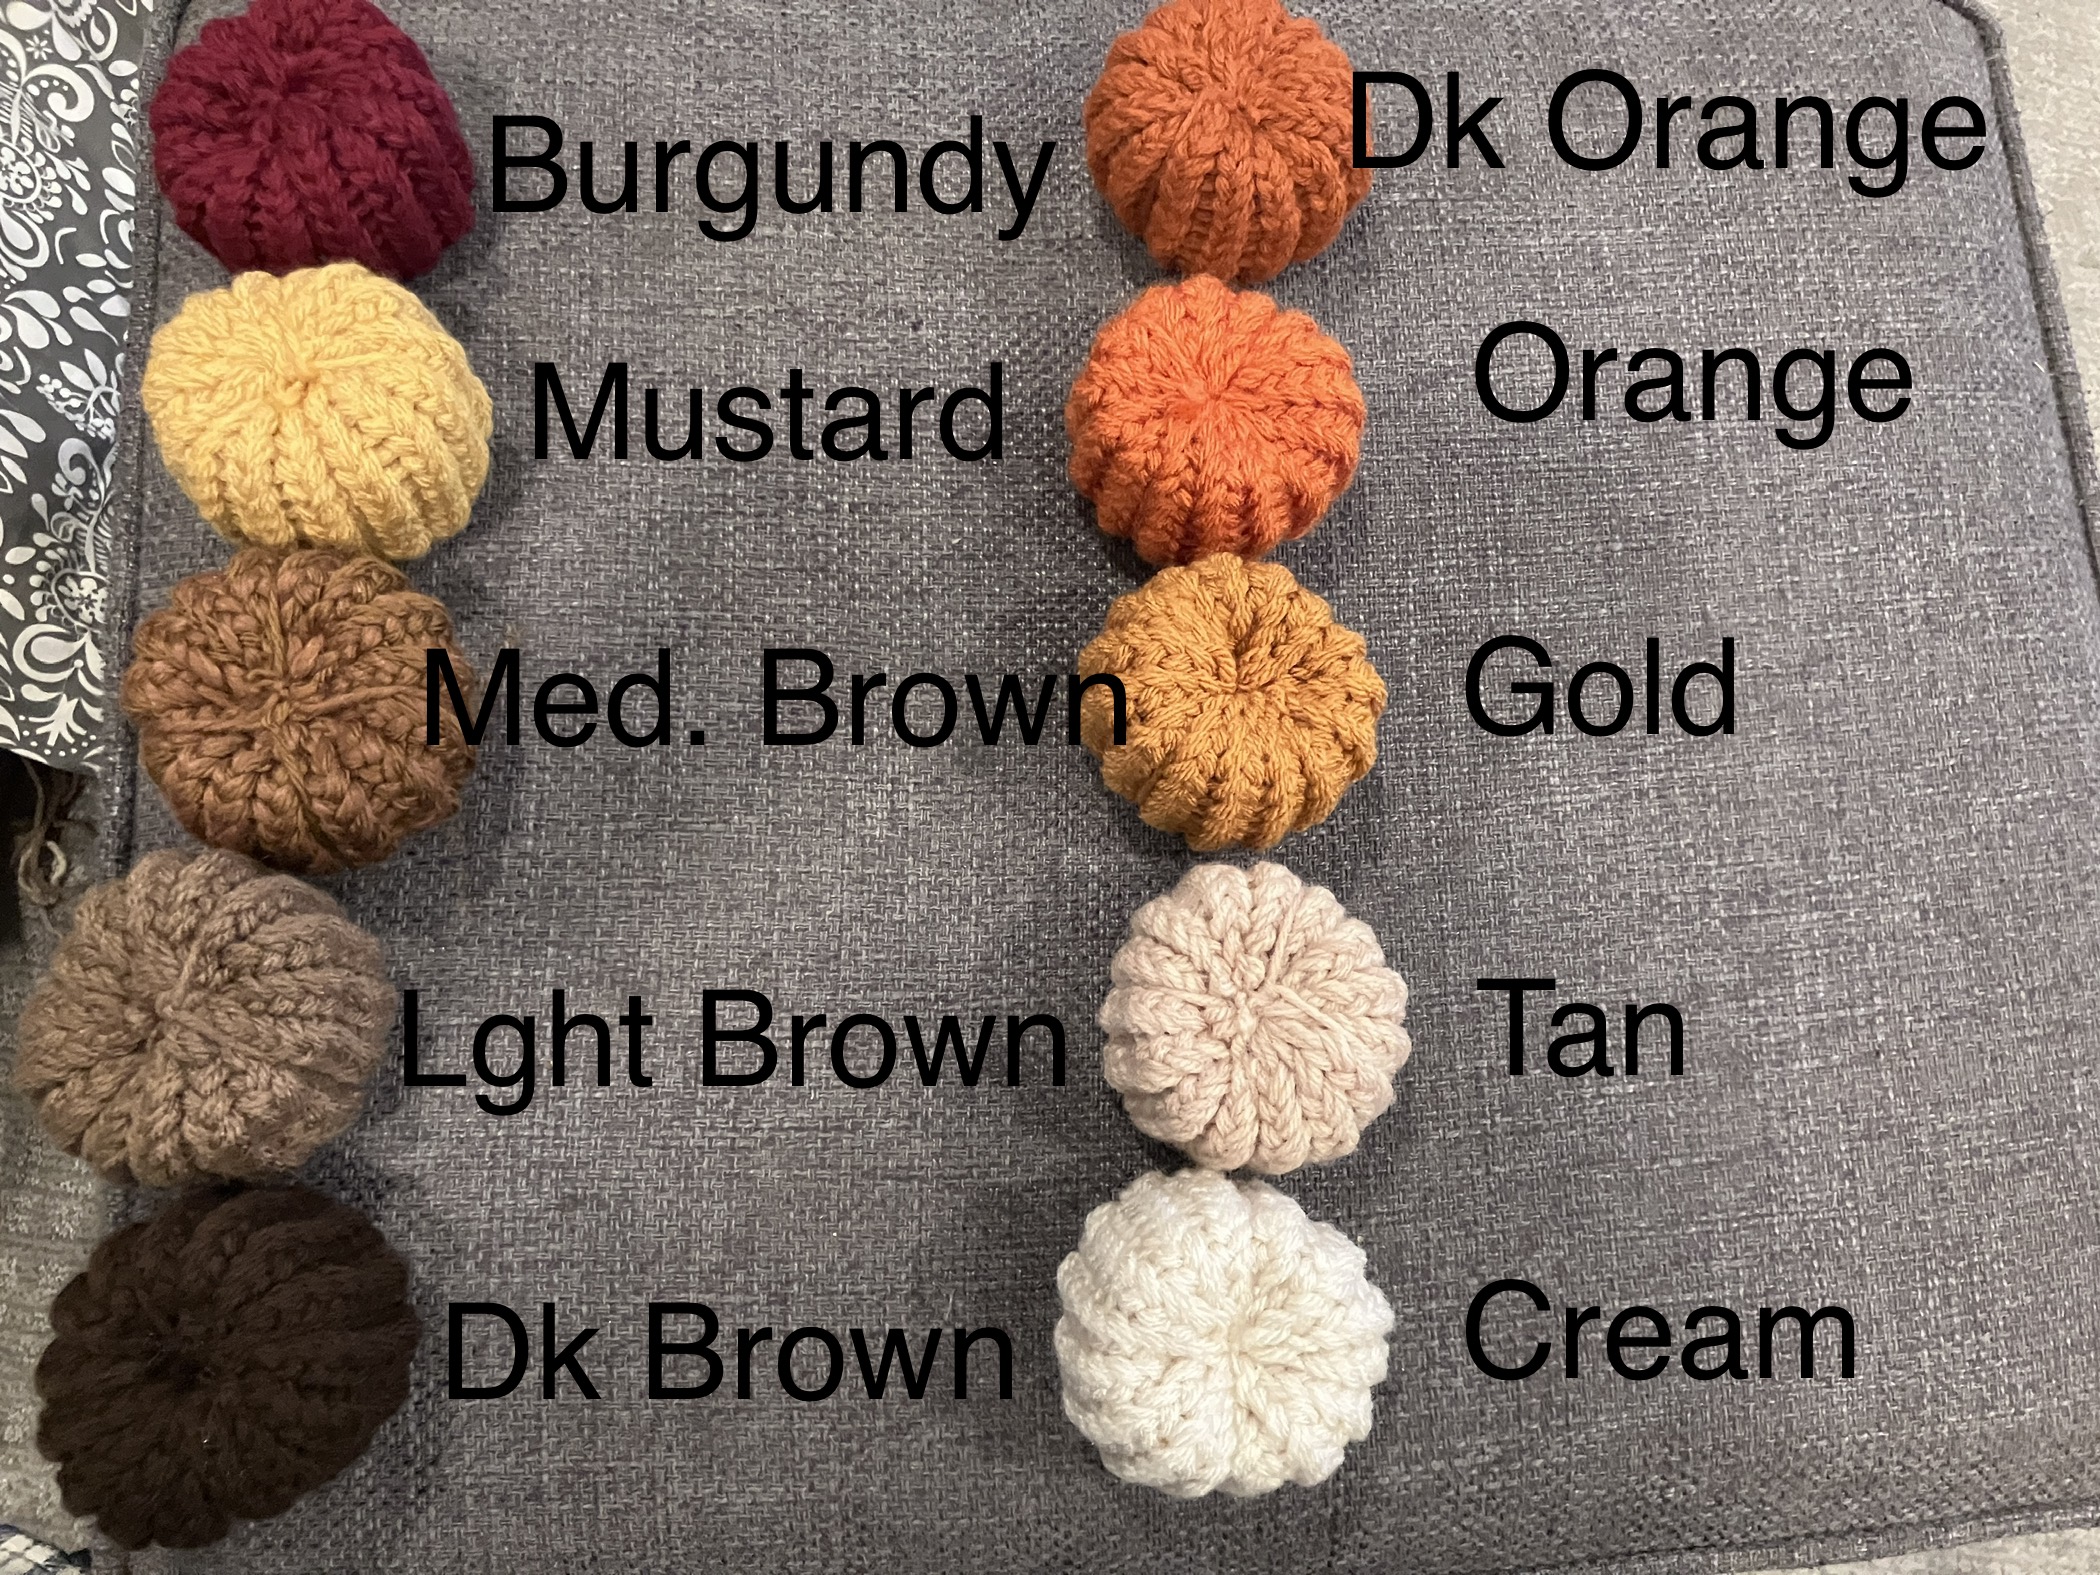 Burgundy
Mustard
Med. Brown
Lght Brown
Dk Brown
Dk Orange
Orange
Gold
Tan
Cream